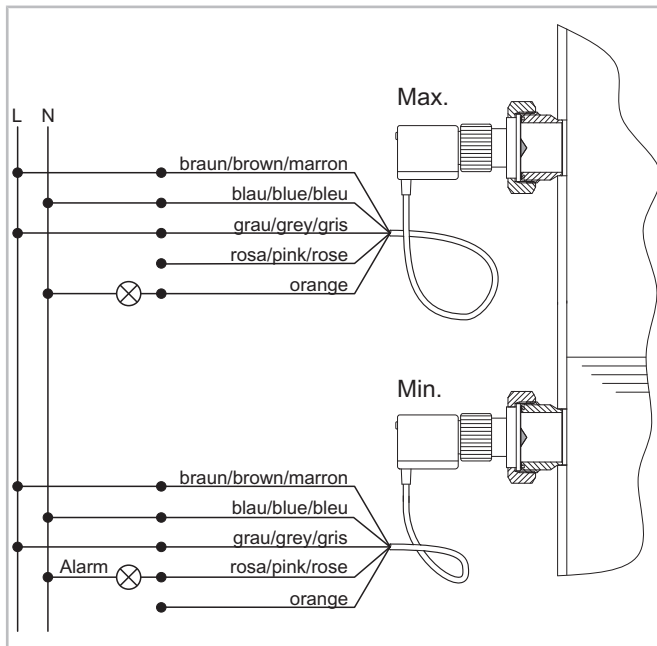 Max.
L N
braun/brown/marron
blau/blue/bleu
grau/grey/gris
rosa/pink/rose
orange
Min.
braun/brown/marron
blau/blue/bleu
grau/grey/gris
Alarm rosa/pink/rose
orange